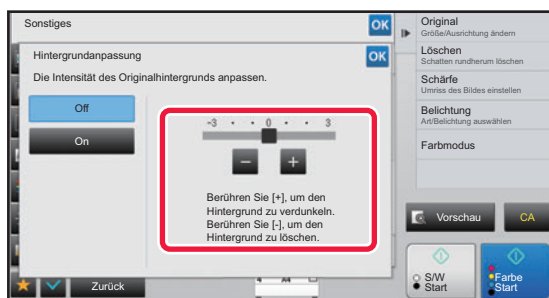 Sonstiges
OK
Hintergrundanpassung
OK
Die Intensität des Originalhintergrunds anpassen.
Off
On
-3 0 3
- +
Berühren Sie [+], um den
Hintergrund zu verdunkeln.
Berühren Sie [-], um den
Hintergrund zu löschen.
Zurück
A4
Original
Größe/Ausrichtung ändern
Löschen
Schatten rundherum löschen
Schärfe
Umriss des Bildes einstellen
Belichtung
Art/Belichtung auswählen
Farbmodus
Vorschau
CA
S/W
Start
Farbe
Start